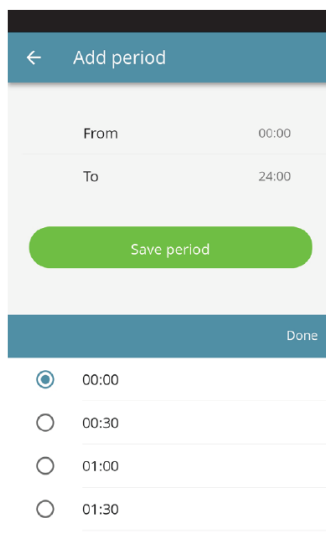 Add period
From 00:00
To 24:00
Save period
Done
00:00
00:30
01:00
01:30